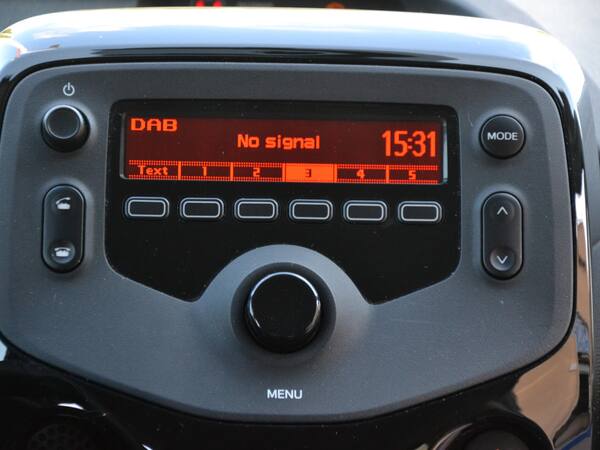 DAB
No signal
15:31
Text 1 2 3 4 5
MODE
MENU